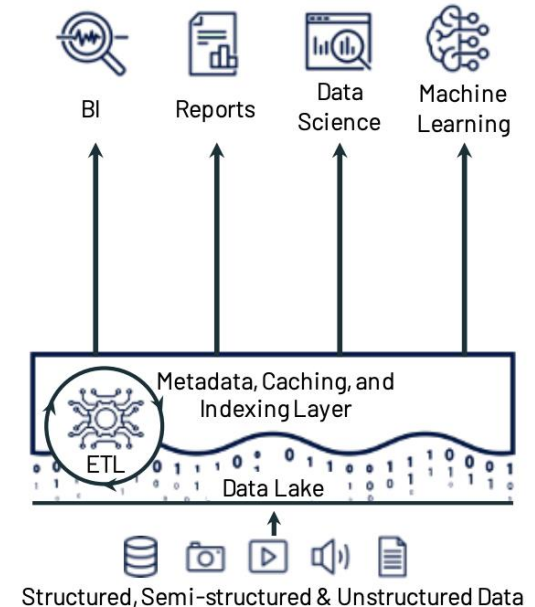 BI
Reports
Data
Science
Machine
Learning
Metadata, Caching, and
Indexing Layer
ETL
Data Lake
Structured, Semi-structured & Unstructured Data